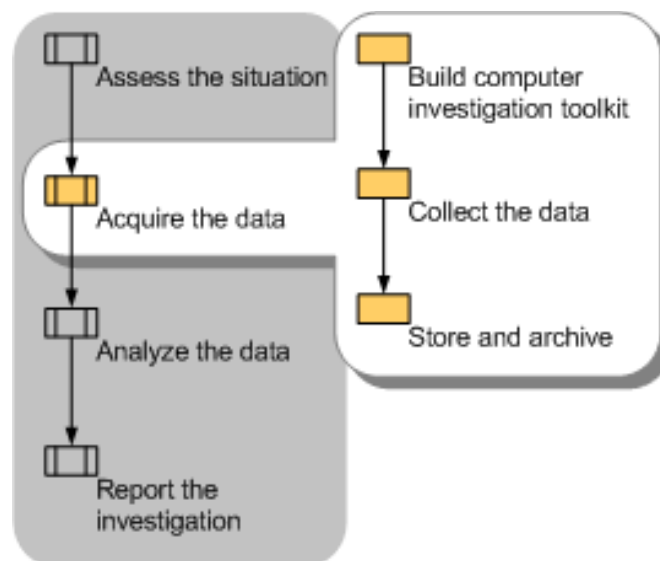 Assess the situation
Acquire the data
Analyze the data
Report the
investigation
Build computer
investigation toolkit
Collect the data
Store and archive